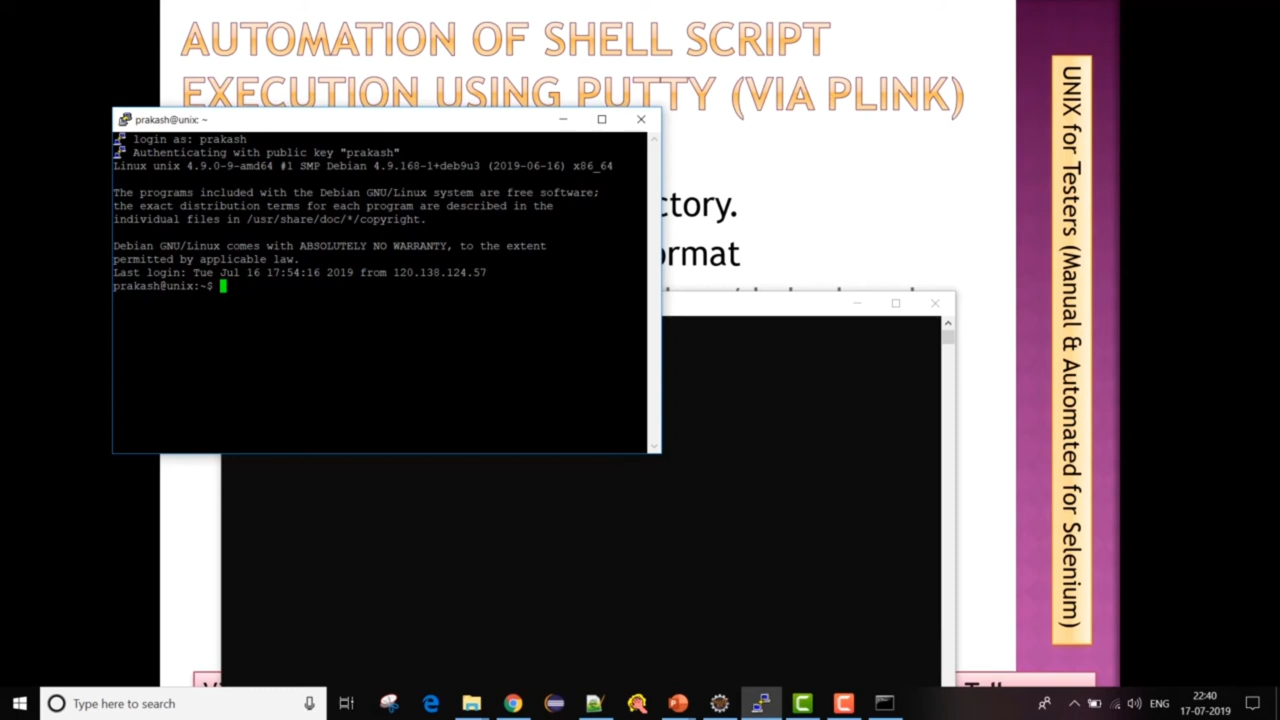 AUTOMATION OF SHELL SCRIPT
EXECUTION USING PUTTY (VIA PLINK)
prakash@unix: ~
login as: prakash
Authenticating with public key "prakash"
Linux unix 4.9.0-9-amd64 #1 SMP Debian 4.9.168-1+deb9u3 (2019-06-16) x86_64
The programs included with the Debian GNU/Linux system are free software;
the exact distribution terms for each program are described in the
individual files in /usr/share/doc/*/copyright.
Debian GNU/Linux comes with ABSOLUTELY NO WARRANTY, to the extent
permitted by applicable law.
Last login: Tue Jul 16 17:54:16 2019 from 120.138.124.57
prakash@unix:~$
ctory.
ormat
UNIX for Testers (Manual & Automated for Selenium)
Type here to search
ENG
22:40
17-07-2019